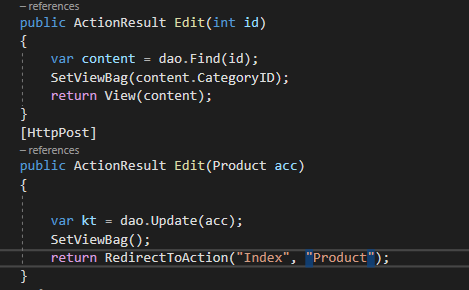 – references
public ActionResult Edit(int id)
{
var content = dao.Find(id);
SetViewBag(content.CategoryID);
return View(content);
}
[HttpPost]
– references
public ActionResult Edit(Product acc)
{
var kt = dao.Update(acc);
SetViewBag();
return RedirectToAction("Index", "Product");
}